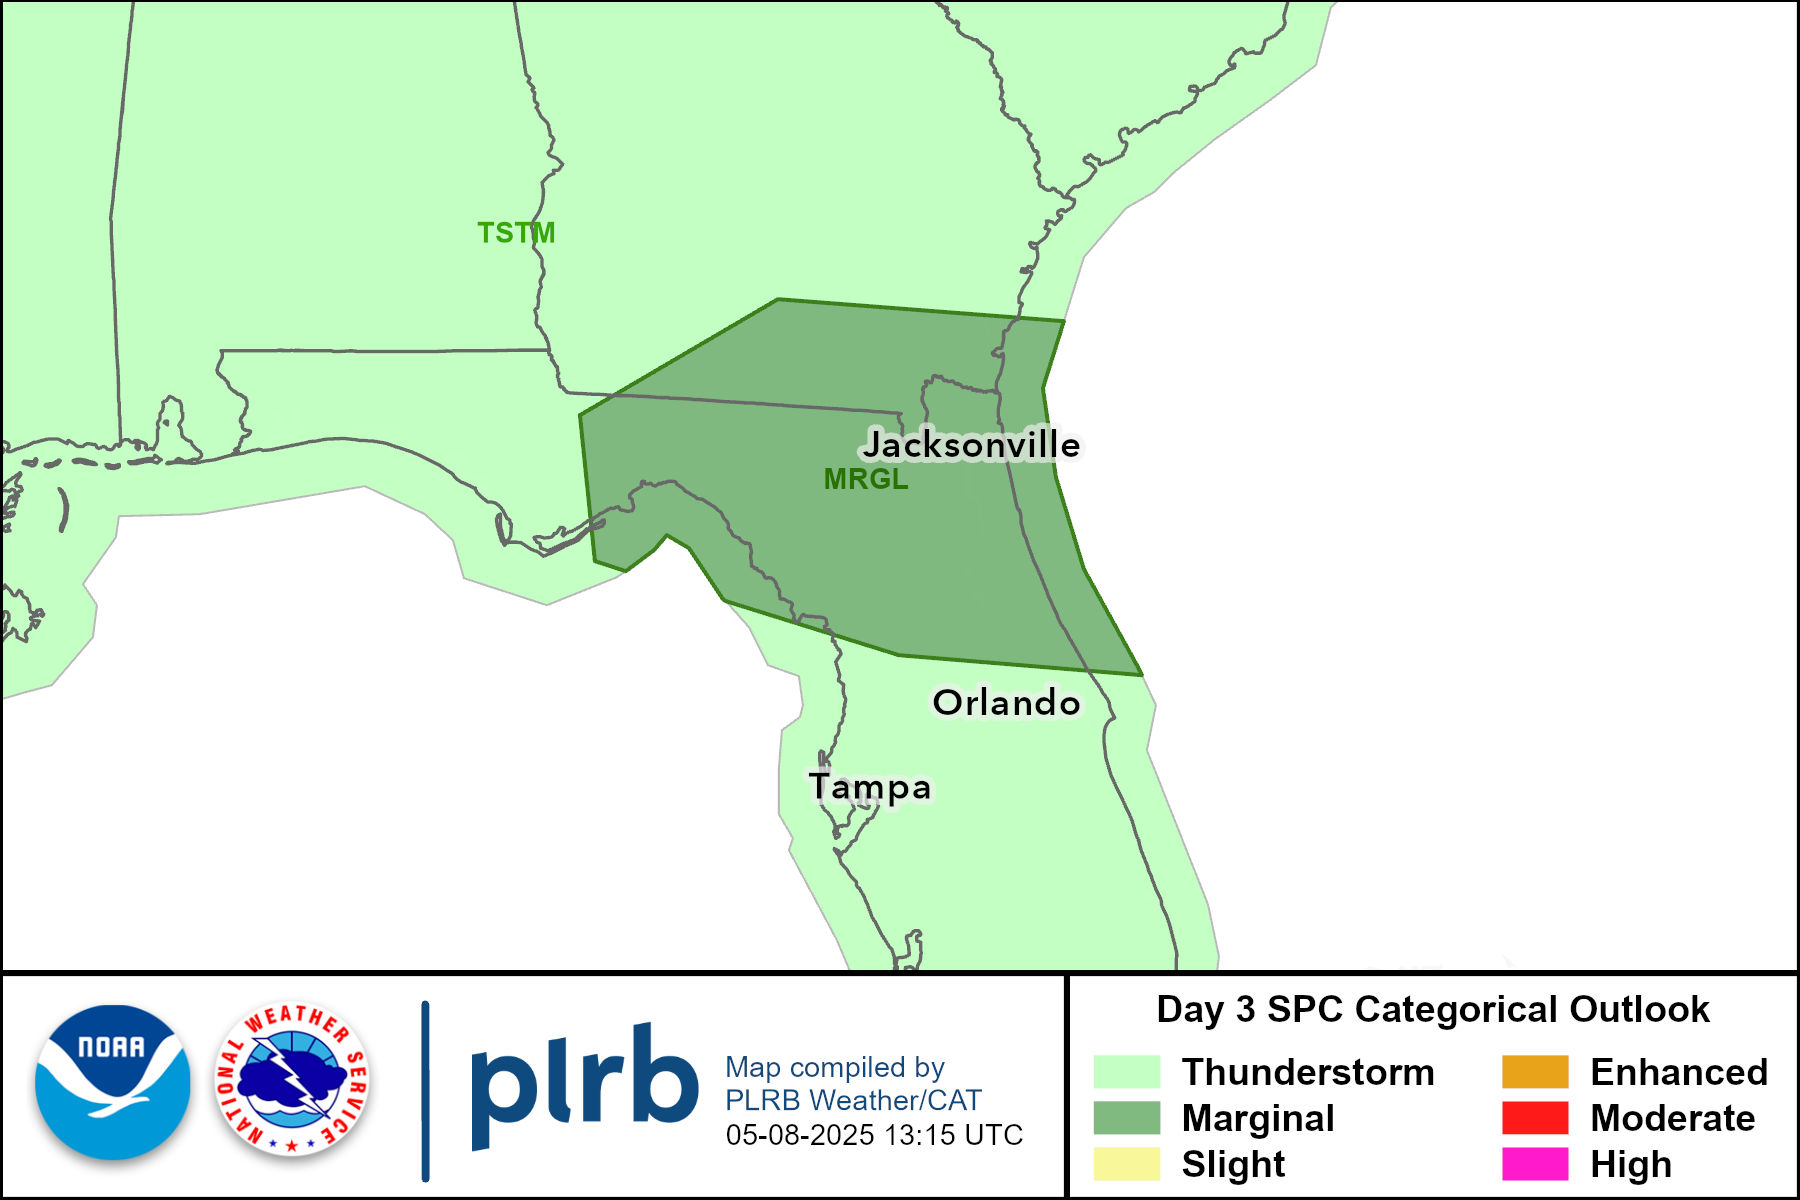 TSTM
Jacksonville
MRGL
Orlando
Tampa
NOAA
NATIONAL WEATHER SERVICE
plrb
Map compiled by
PLRB Weather/CAT
05-08-2025 13:15 UTC
Day 3 SPC Categorical Outlook
Thunderstorm
Marginal
Slight
Enhanced
Moderate
High